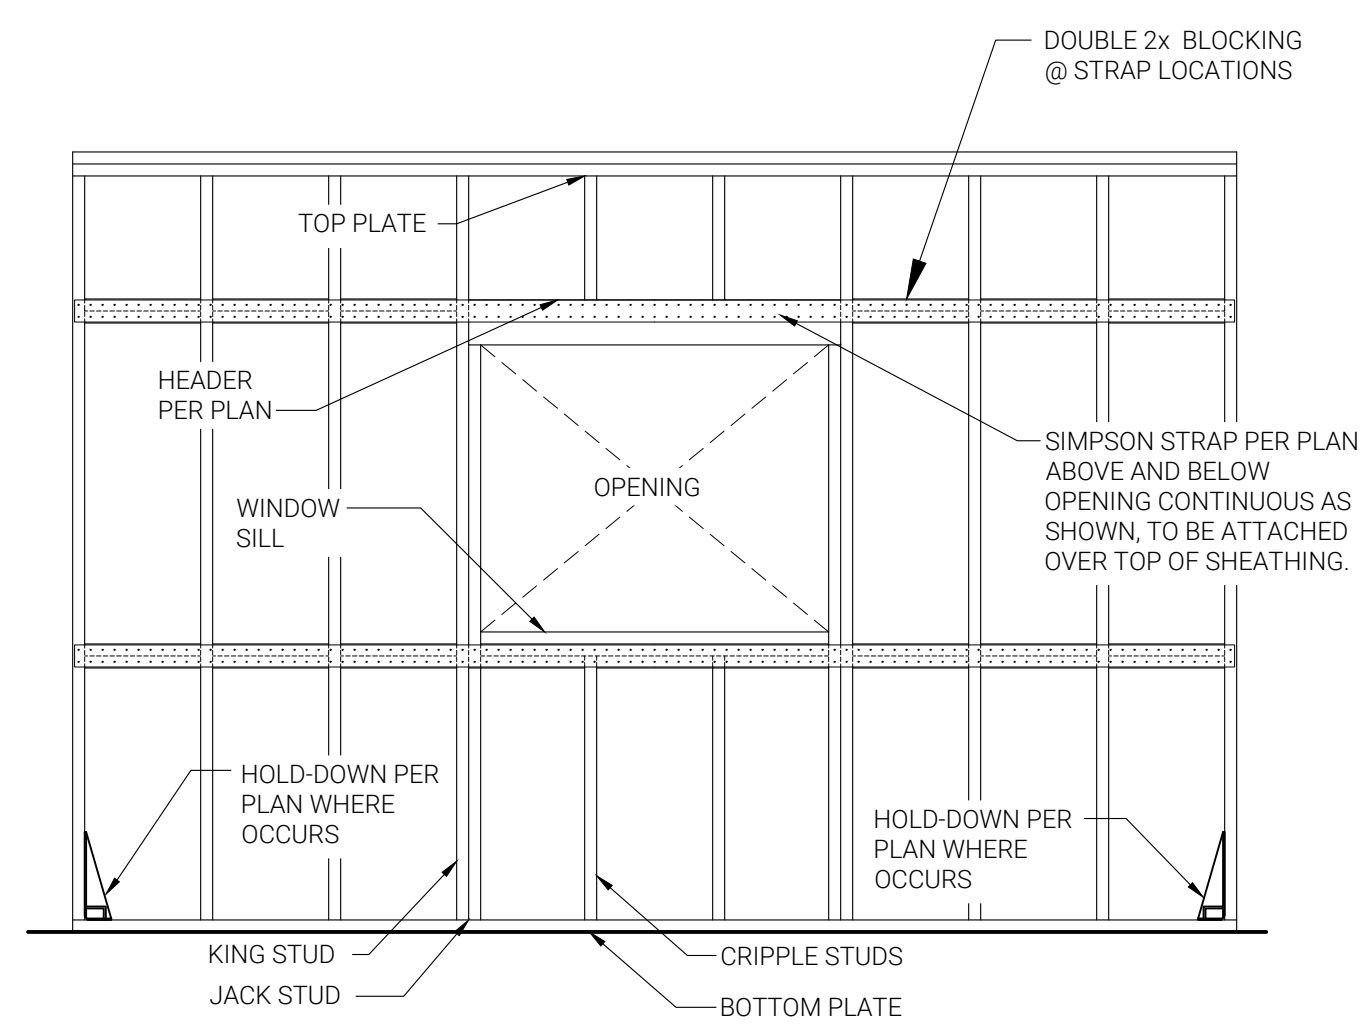 DOUBLE 2x BLOCKING
@ STRAP LOCATIONS
TOP PLATE
HEADER
PER PLAN
SIMPSON STRAP PER PLAN
ABOVE AND BELOW
OPENING CONTINUOUS AS
SHOWN, TO BE ATTACHED
OVER TOP OF SHEATHING.
OPENING
WINDOW
SILL
HOLD-DOWN PER
PLAN WHERE
OCCURS
HOLD-DOWN PER
PLAN WHERE
OCCURS
KING STUD
CRIPPLE STUDS
JACK STUD
BOTTOM PLATE